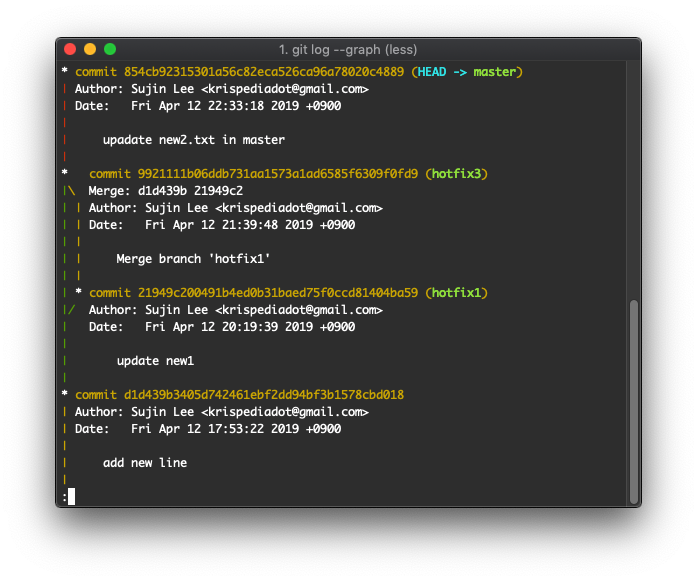 1. git log --graph (less)
* commit 854cb92315301a56c82eca526ca96a78020c4889 (HEAD -> master)
| Author: Sujin Lee <krispediadot@gmail.com>
| Date:   Fri Apr 12 22:33:18 2019 +0900
|
|     upadate new2.txt in master
|
*   commit 9921111b06ddb731aa1573a1ad6585f6309f0fd9 (hotfix3)
|\  Merge: d1d439b 21949c2
| | Author: Sujin Lee <krispediadot@gmail.com>
| | Date:   Fri Apr 12 21:39:48 2019 +0900
| |
| |     Merge branch 'hotfix1'
| |
| * commit 21949c200491b4ed0b31baed75f0ccd81404ba59 (hotfix1)
|/  Author: Sujin Lee <krispediadot@gmail.com>
|   Date:   Fri Apr 12 20:19:39 2019 +0900
|
|       update new1
|
* commit d1d439b3405d742461ebf2dd94bf3b1578cbd018
| Author: Sujin Lee <krispediadot@gmail.com>
| Date:   Fri Apr 12 17:53:22 2019 +0900
|
|     add new line
|
: